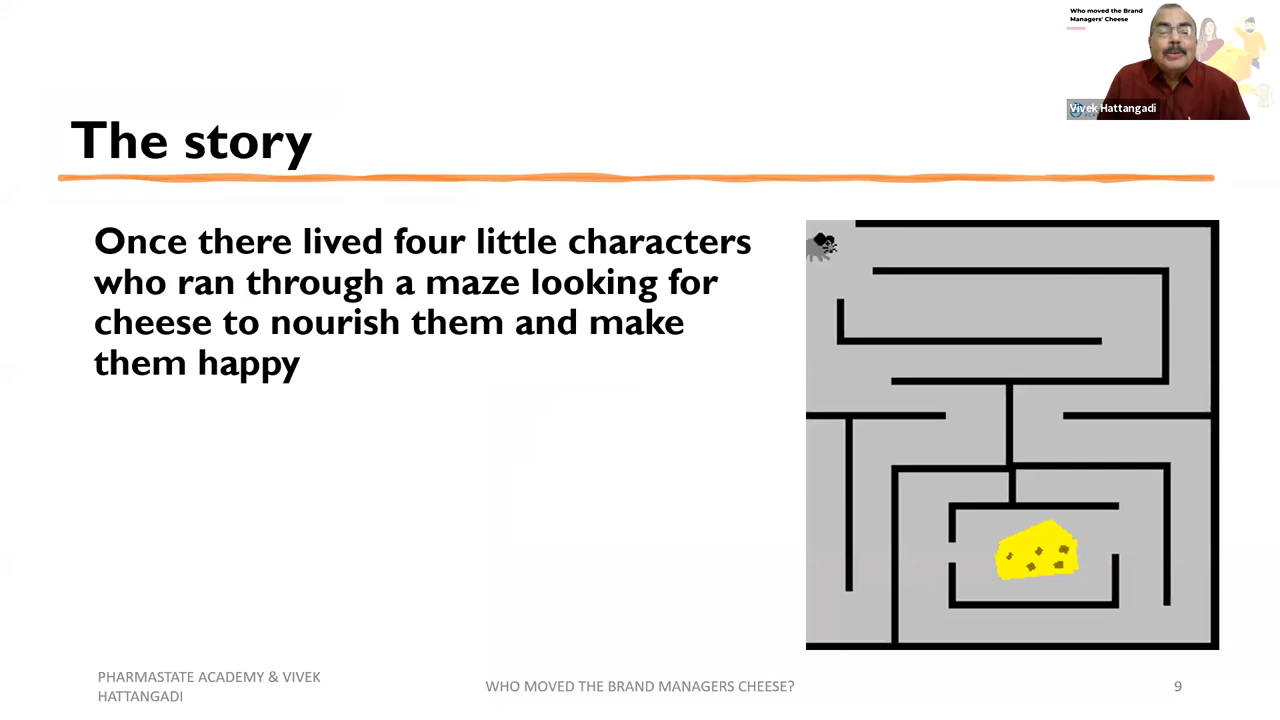 Who moved the Brand
Managers' Cheese
Vivek Hattangadi
The story
Once there lived four little characters
who ran through a maze looking for
cheese to nourish them and make
them happy
PHARMASTATE ACADEMY & VIVEK
HATTANGADI
WHO MOVED THE BRAND MANAGERS CHEESE?
9